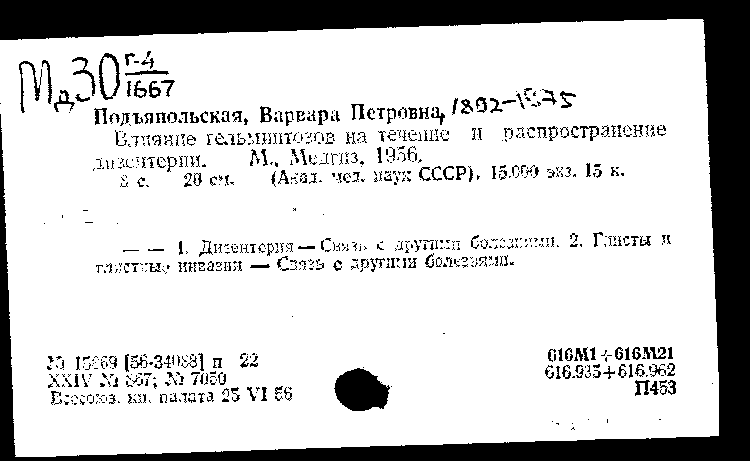 Мд30 Г-4/1667
Подъяпольская, Варвара Петровна, 1892-1975
Влияние гельминтозов на течение и распространение
дизентерии. М., Медгиз, 1956.
8 с. 20 см. (Акад. мед. наук СССР). 15.000 экз. 15 к.
— — 1. Дизентерия — Связь с другими болезнями. 2. Глисты и
глистные инвазии — Связь с другими болезнями.
№ [56-34088] п 22
XXIV № 867; № 7050
Всесоюз. кн. палата 25 VI 56
616М1+616М21
616.935+616.962
П453